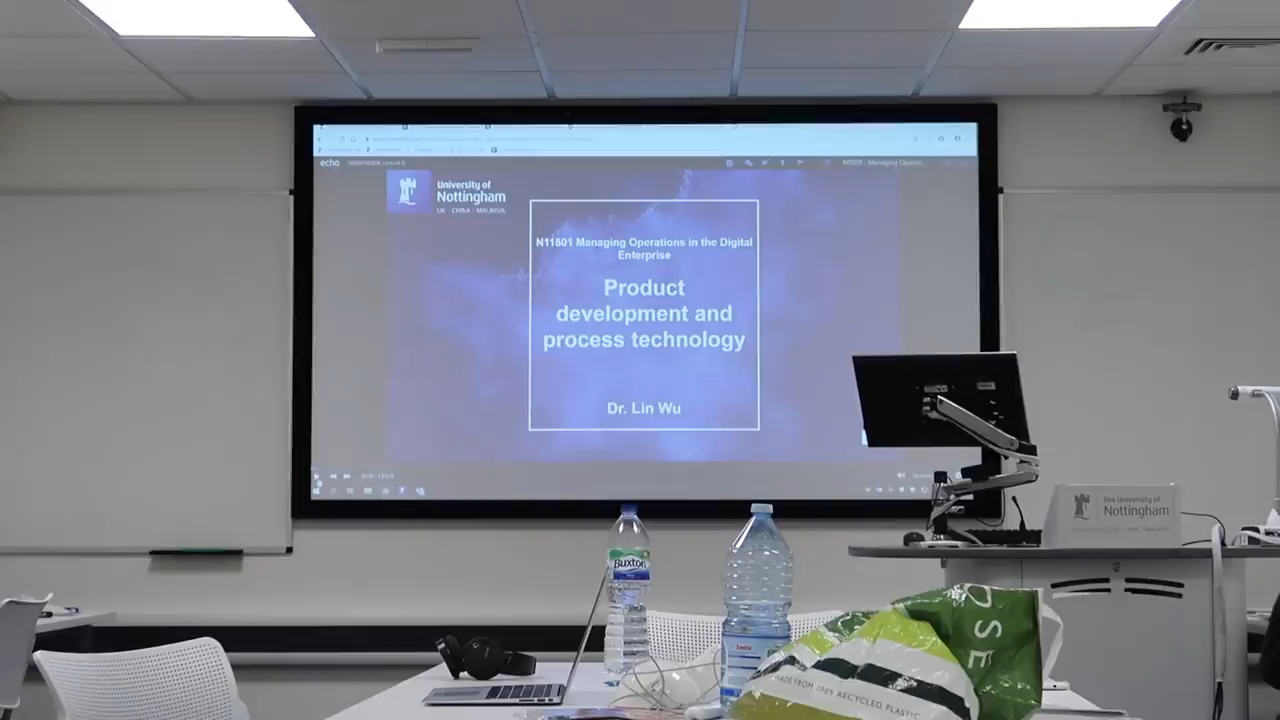 echo
University of
Nottingham
UK | CHINA | MALAYSIA
N11801 Managing Operations in the Digital
Enterprise
Product
development and
process technology
Dr. Lin Wu
The University of
Nottingham
Buxton
OSE
MADE FROM 100% RECYCLED PLASTIC